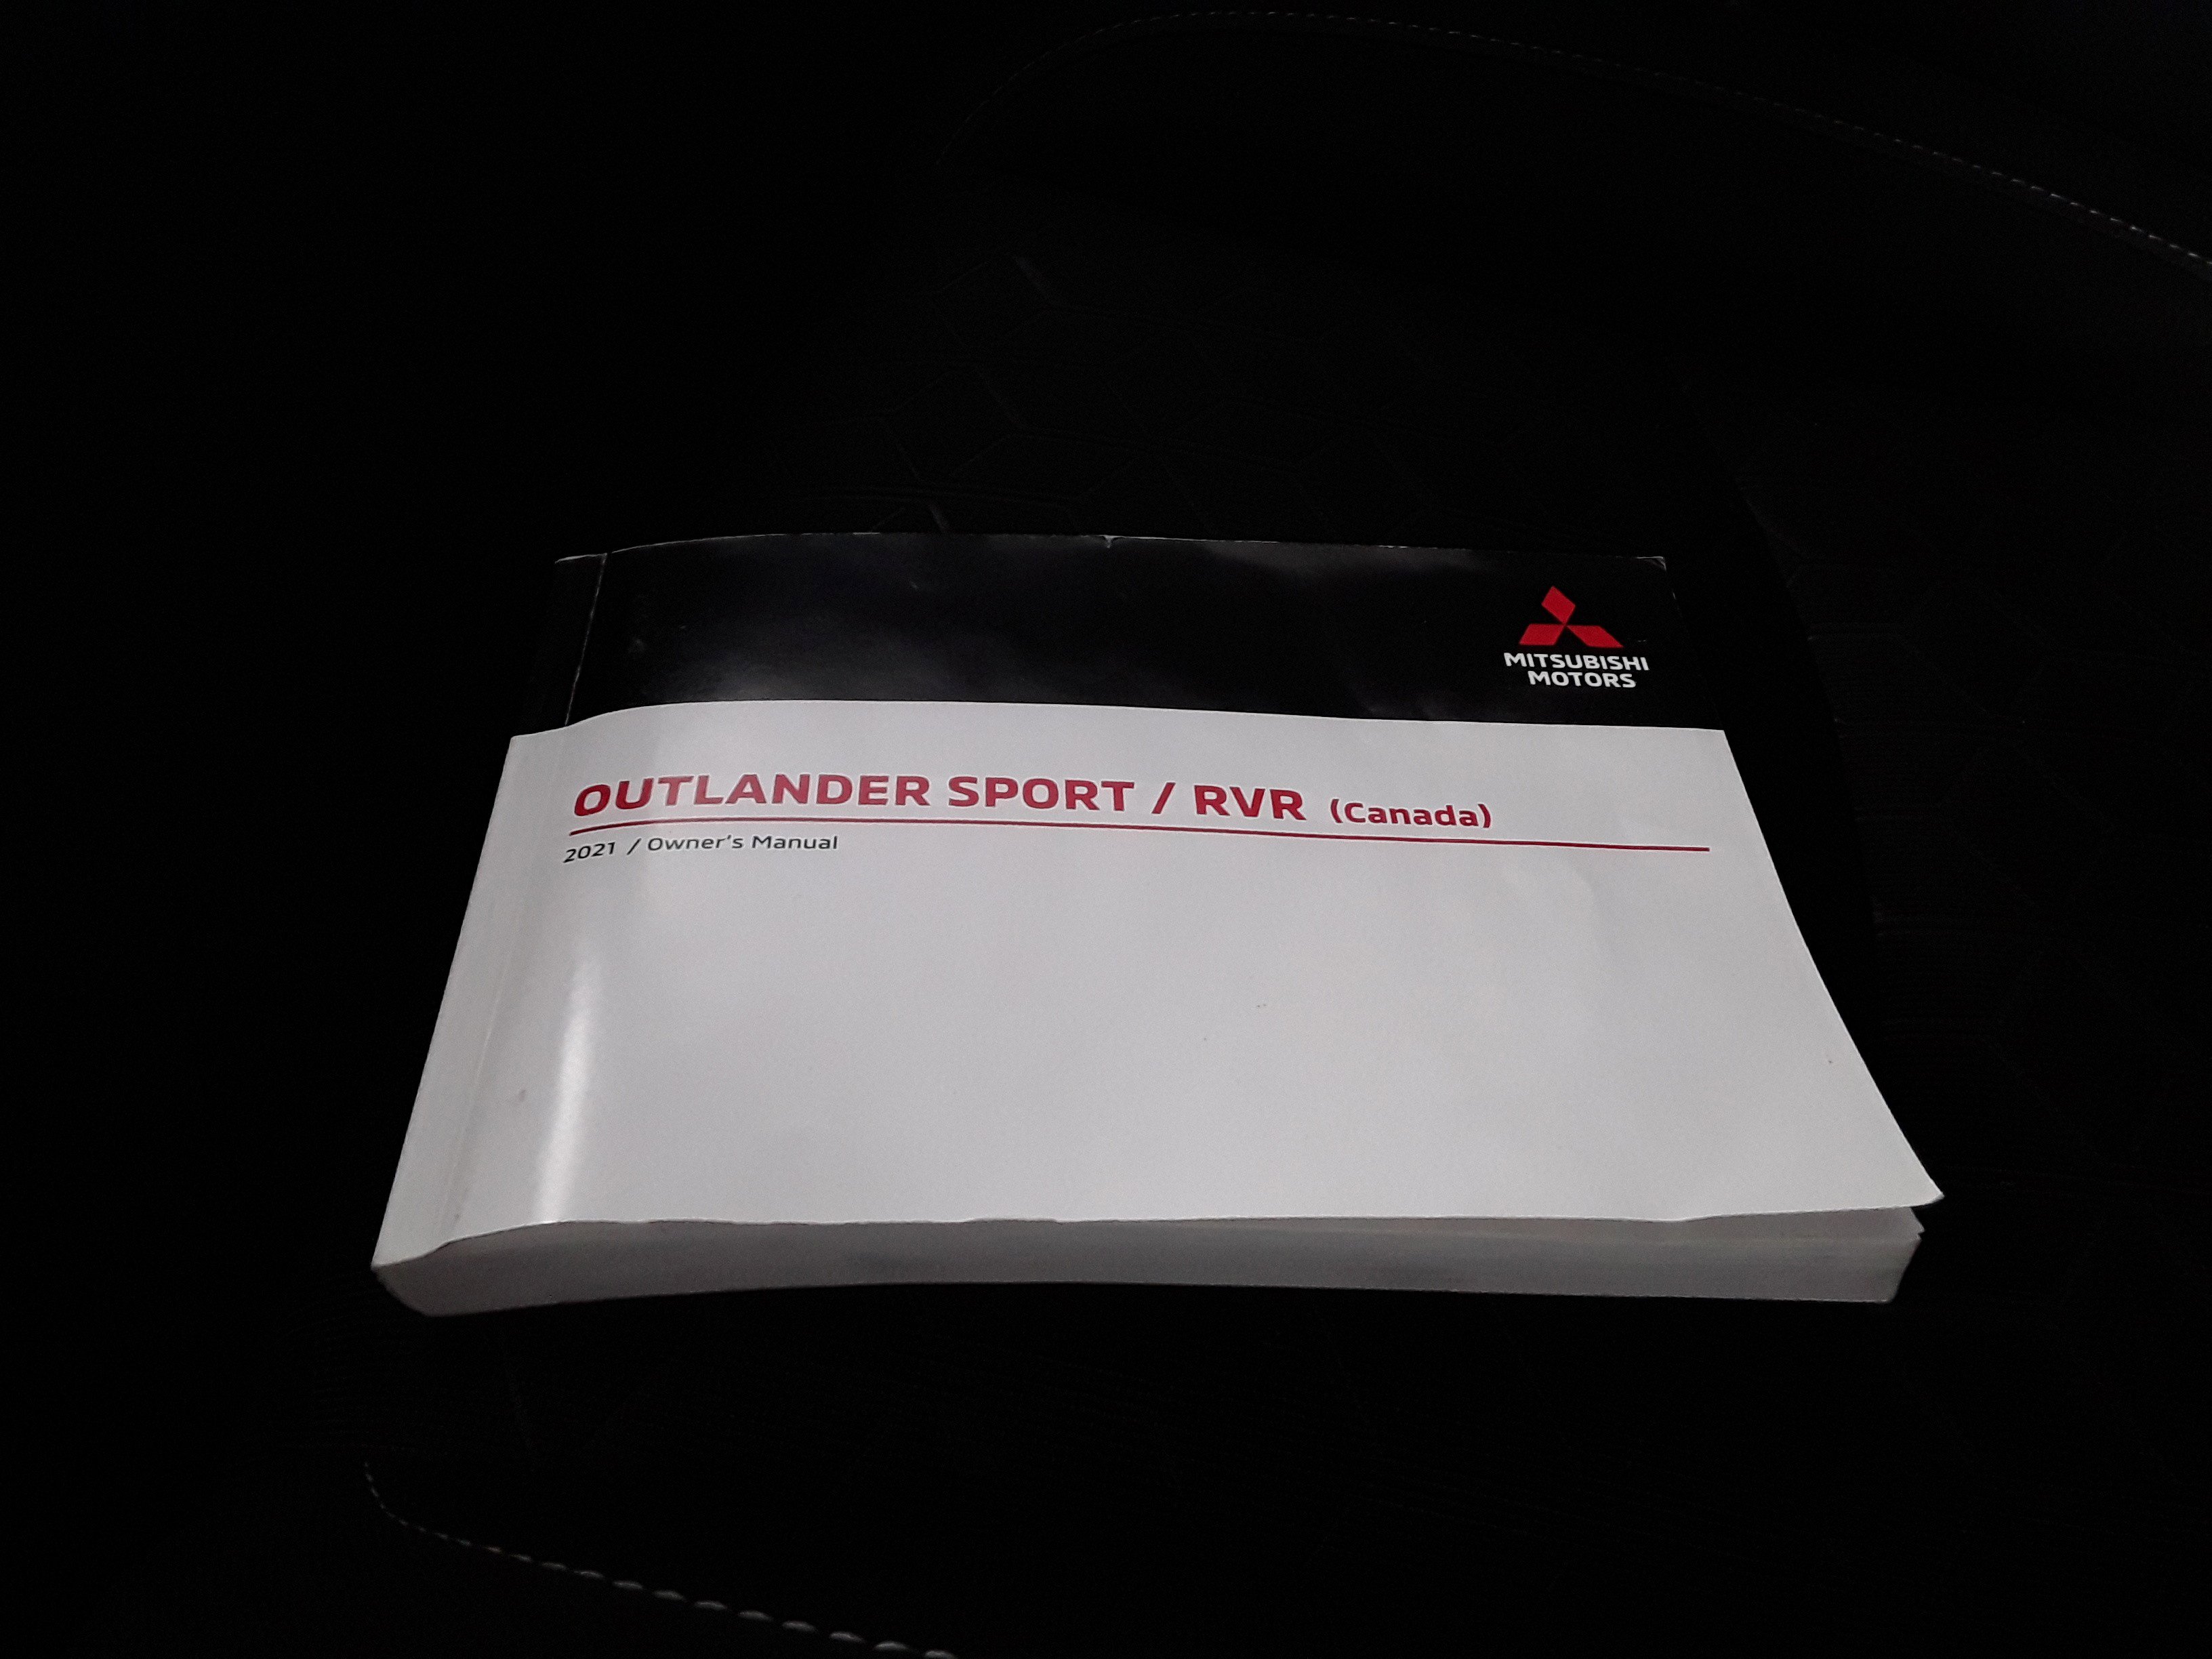 MITSUBISHI
MOTORS
OUTLANDER SPORT / RVR (Canada)
2021 / Owner's Manual